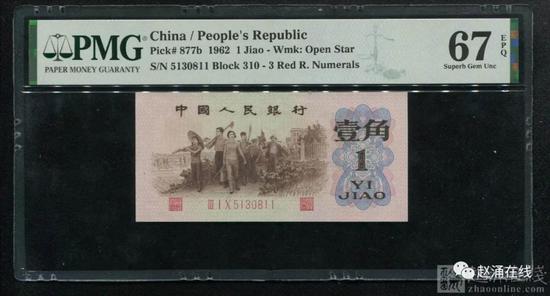 PMG
PAPER MONEY GUARANTY
China / People's Republic
Pick# 877b 1962 1 Jiao - Wmk: Open Star
S/N 5130811 Block 310 - 3 Red R. Numerals
67
EPQ
Superb Gem Unc
中國人民銀行
壹角
1
YI
JIAO
III I X 5130811
赵涌在线
zhaoonline.com